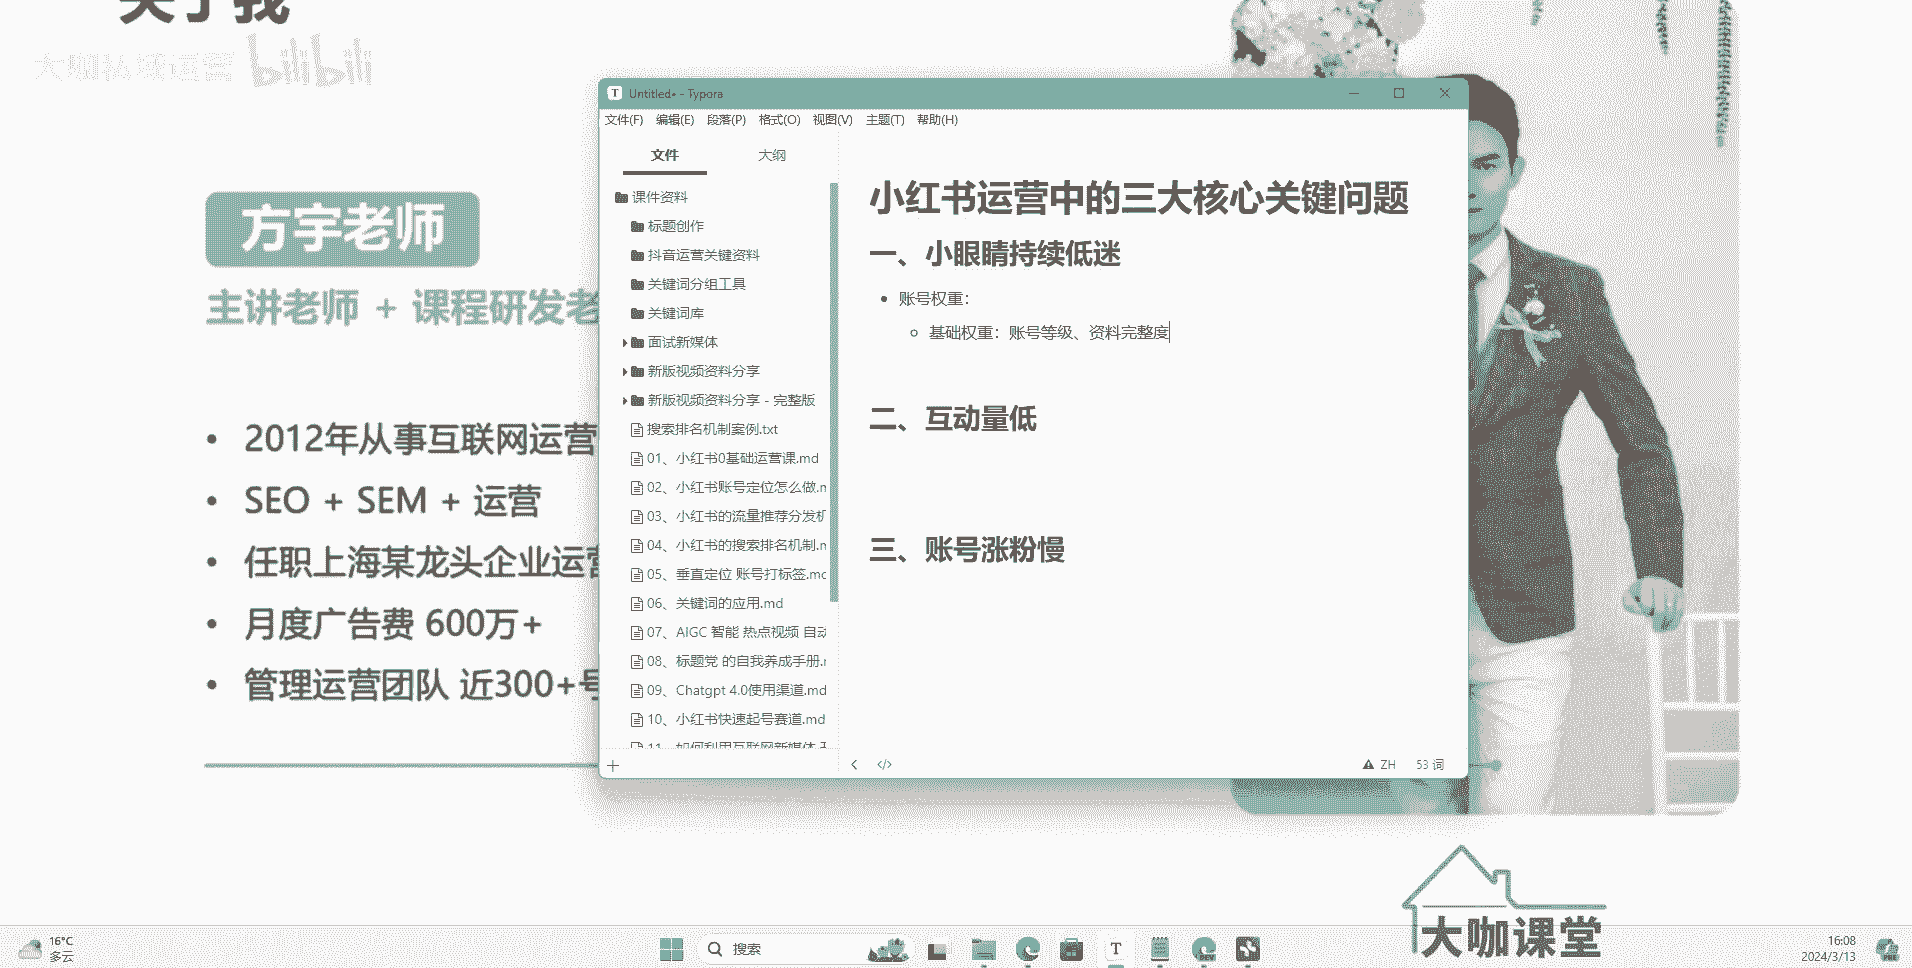 关于我
大咖私域运营 bilibili
方宇老师
主讲老师 + 课程研发老
• 2012年从事互联网运营
• SEO + SEM + 运营
• 任职上海某龙头企业运营
• 月度广告费 600万+
• 管理运营团队 近300+号
Untitled• - Typora
文件(F) 编辑(E) 段落(P) 格式(O) 视图(V) 主题(T) 帮助(H)
文件 大纲
课件资料
标题创作
抖音运营关键资料
关键词分组工具
关键词库
面试新媒体
新版视频资料分享
新版视频资料分享 - 完整版
搜索排名机制案例.txt
01、小红书0基础运营课.md
02、小红书账号定位怎么做.m
03、小红书的流量推荐分发机
04、小红书的搜索排名机制.m
05、垂直定位 账号打标签.mc
06、关键词的应用.md
07、AIGC 智能 热点视频 自动
08、标题党 的自我养成手册.r
09、Chatgpt 4.0使用渠道.md
10、小红书快速起号赛道.md
11、如何利用互联网新媒体
小红书运营中的三大核心关键问题
一、小眼睛持续低迷
• 账号权重：
基础权重：账号等级、资料完整度
二、互动量低
三、账号涨粉慢
ZH 53 词
大咖课堂
16°C
多云
搜索
T
DEV
16:08
2024/3/13
PRE